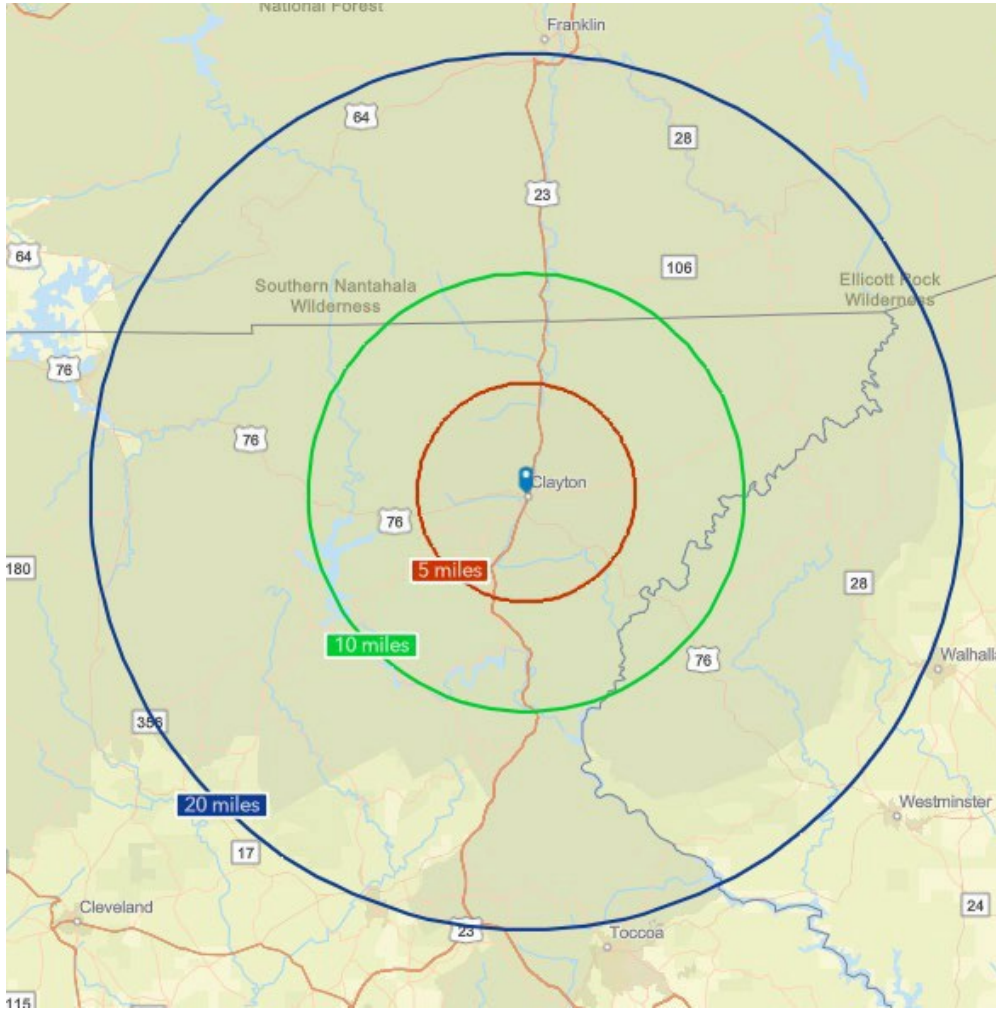 National Forest
Franklin
64
28
23
64
106
Southern Nantahala
Wilderness
Ellicott Rock
Wilderness
76
76
Clayton
76
5 miles
180
28
10 miles
76
Walhalla
356
20 miles
Westminster
17
Cleveland
24
23
Toccoa
115